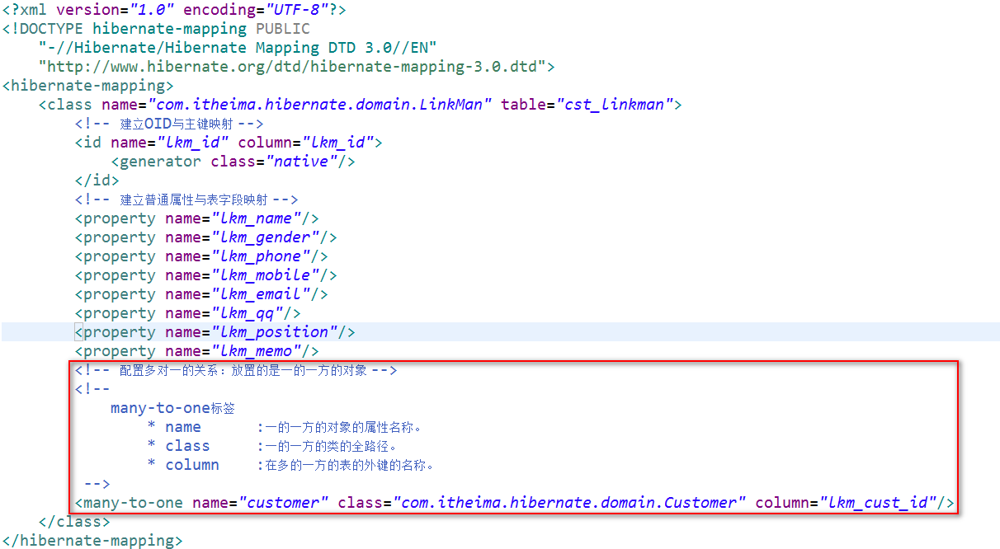 <?xml version="1.0" encoding="UTF-8"?>
<!DOCTYPE hibernate-mapping PUBLIC
    "-//Hibernate/Hibernate Mapping DTD 3.0//EN"
    "http://www.hibernate.org/dtd/hibernate-mapping-3.0.dtd">
<hibernate-mapping>
    <class name="com.itheima.hibernate.domain.LinkMan" table="cst_linkman">
        <!-- 建立OID与主键映射 -->
        <id name="lkm_id" column="lkm_id">
            <generator class="native"/>
        </id>
        <!-- 建立普通属性与表字段映射 -->
        <property name="lkm_name"/>
        <property name="lkm_gender"/>
        <property name="lkm_phone"/>
        <property name="lkm_mobile"/>
        <property name="lkm_email"/>
        <property name="lkm_qq"/>
        <property name="lkm_position"/>
        <property name="lkm_memo"/>
        <!-- 配置多对一的关系：放置的是一的一方的对象 -->
        <!--
            many-to-one标签
                * name      :一的一方的对象的属性名称。
                * class     :一的一方的类的全路径。
                * column    :在多的一方的表的外键的名称。
         -->
        <many-to-one name="customer" class="com.itheima.hibernate.domain.Customer" column="lkm_cust_id"/>
    </class>
</hibernate-mapping>